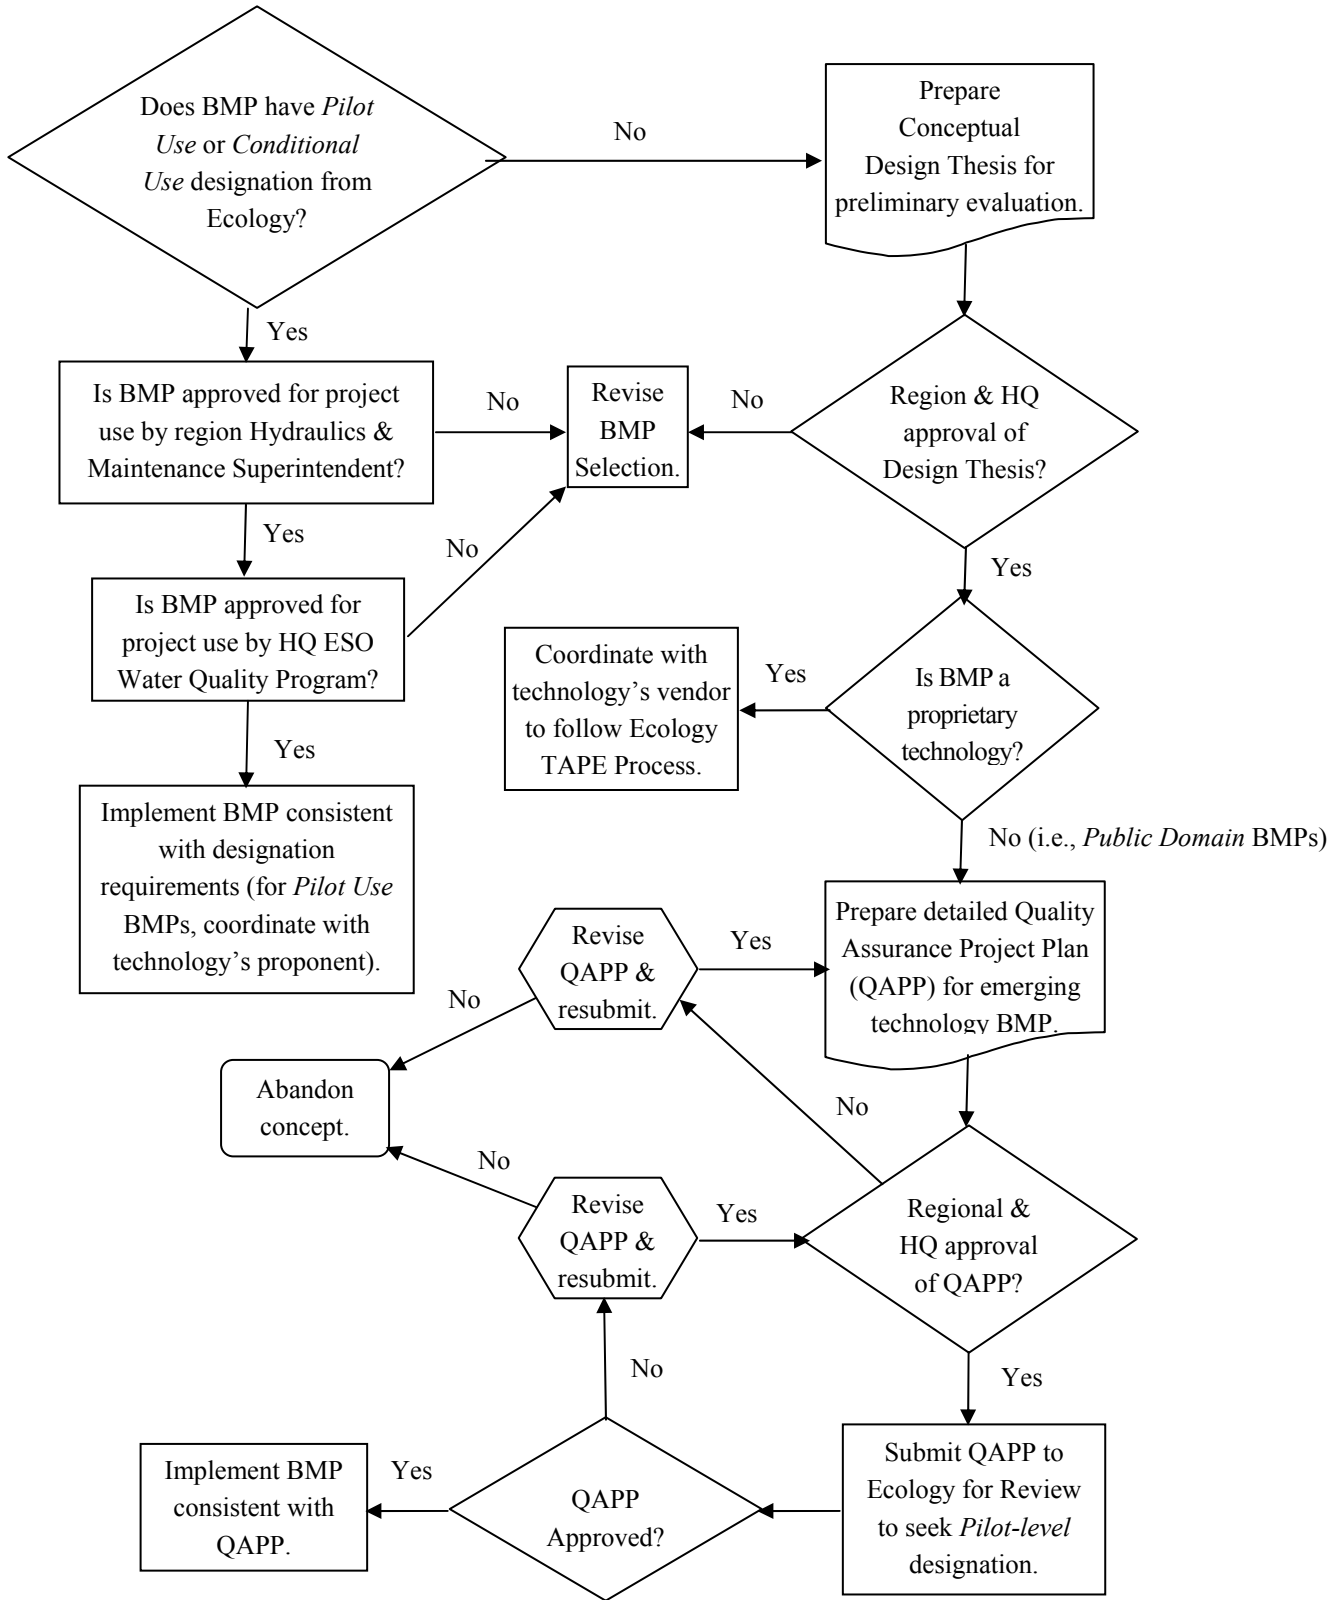 Does BMP have Pilot
Use or Conditional
Use designation from
Ecology?
No
Prepare
Conceptual
Design Thesis for
preliminary evaluation.
Yes
Is BMP approved for project
use by region Hydraulics &
Maintenance Superintendent?
No
Revise
BMP
Selection.
No
Region & HQ
approval of
Design Thesis?
Yes
No
Yes
Is BMP approved for
project use by HQ ESO
Water Quality Program?
Coordinate with
technology’s vendor
to follow Ecology
TAPE Process.
Yes
Is BMP a
proprietary
technology?
Yes
Implement BMP consistent
with designation
requirements (for Pilot Use
BMPs, coordinate with
technology’s proponent).
No (i.e., Public Domain BMPs)
Revise
QAPP &
resubmit.
Yes
Prepare detailed Quality
Assurance Project Plan
(QAPP) for emerging
technology BMP.
No
Abandon
concept.
No
No
Revise
QAPP &
resubmit.
Yes
Regional &
HQ approval
of QAPP?
No
Yes
Implement BMP
consistent with
QAPP.
Yes
QAPP
Approved?
Submit QAPP to
Ecology for Review
to seek Pilot-level
designation.